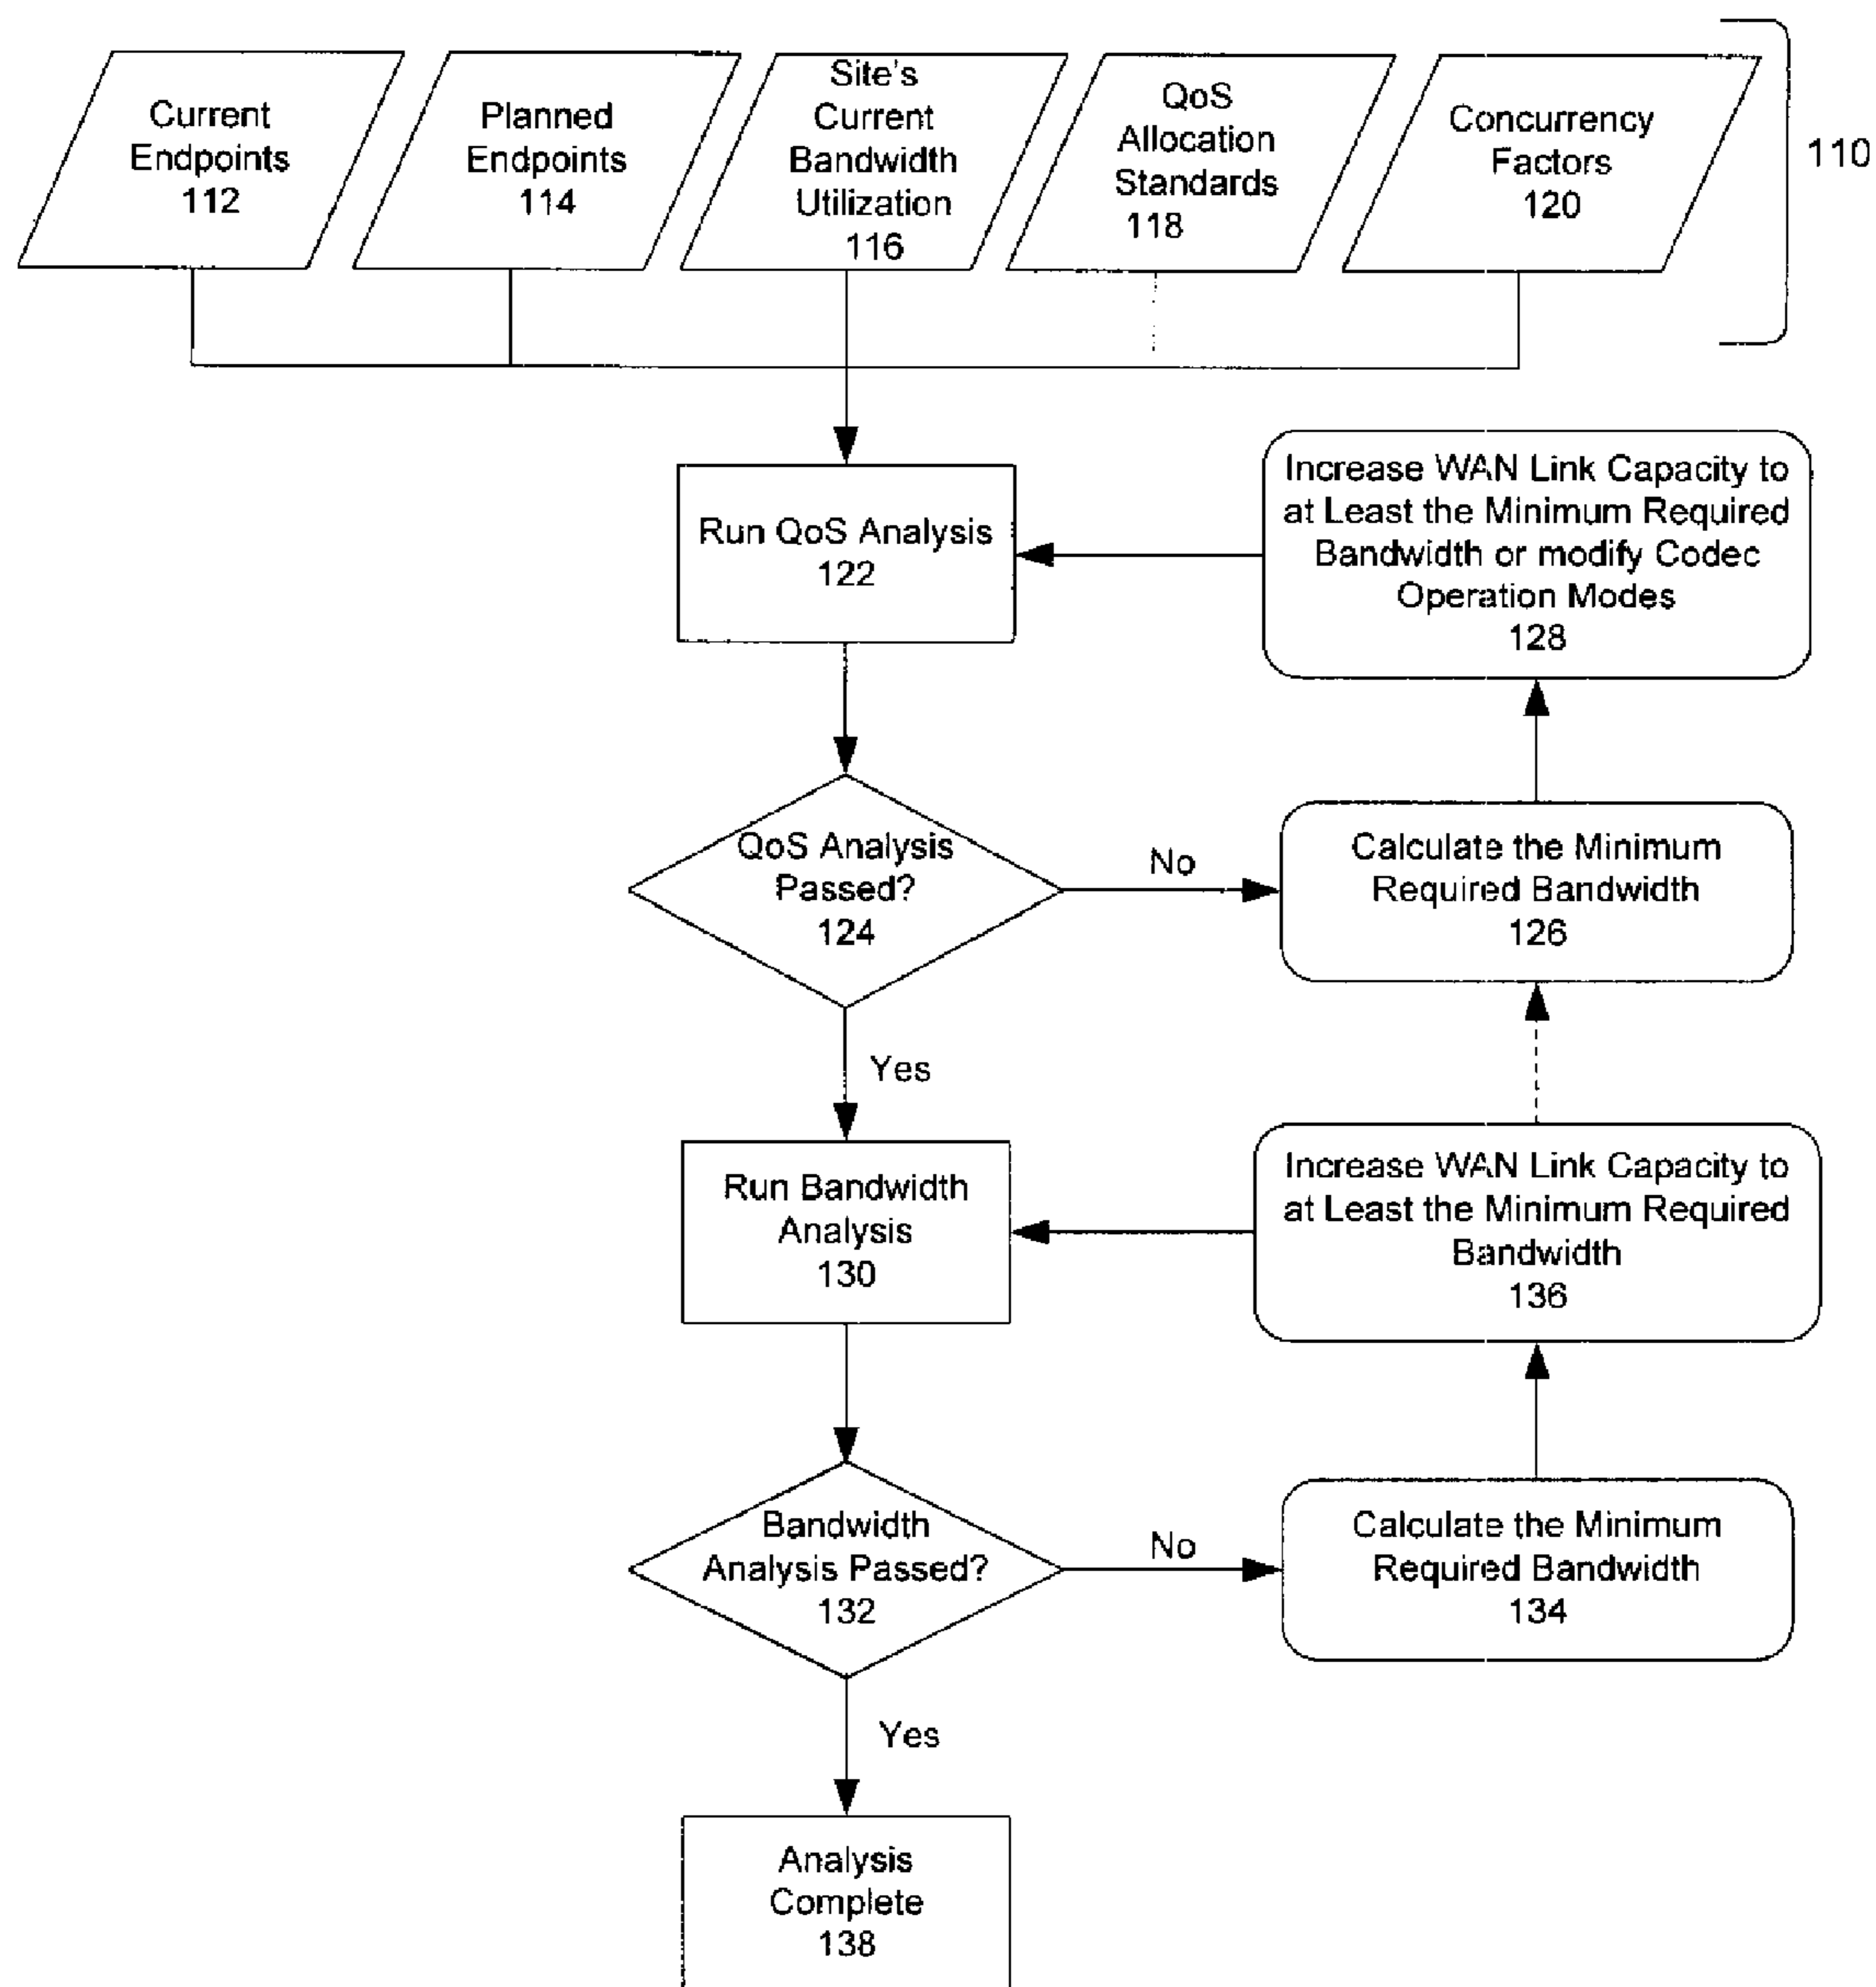 Current
Endpoints
112
Planned
Endpoints
114
Site's
Current
Bandwidth
Utilization
116
QoS
Allocation
Standards
118
Concurrency
Factors
120
110
Run QoS Analysis
122
Increase WAN Link Capacity to
at Least the Minimum Required
Bandwidth or modify Codec
Operation Modes
128
QoS Analysis
Passed?
124
No
Calculate the Minimum
Required Bandwidth
126
Yes
Run Bandwidth
Analysis
130
Increase WAN Link Capacity to
at Least the Minimum Required
Bandwidth
136
Bandwidth
Analysis Passed?
132
No
Calculate the Minimum
Required Bandwidth
134
Yes
Analysis
Complete
138